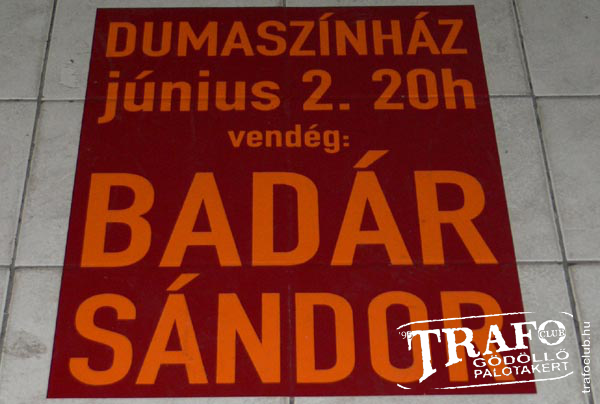 DUMASZÍNHÁZ
június 2. 20h
vendég:
BADÁR
SÁNDOR
TRAFO CLUB
GÖDÖLLŐ
PALOTAKERT
trafoclub.hu